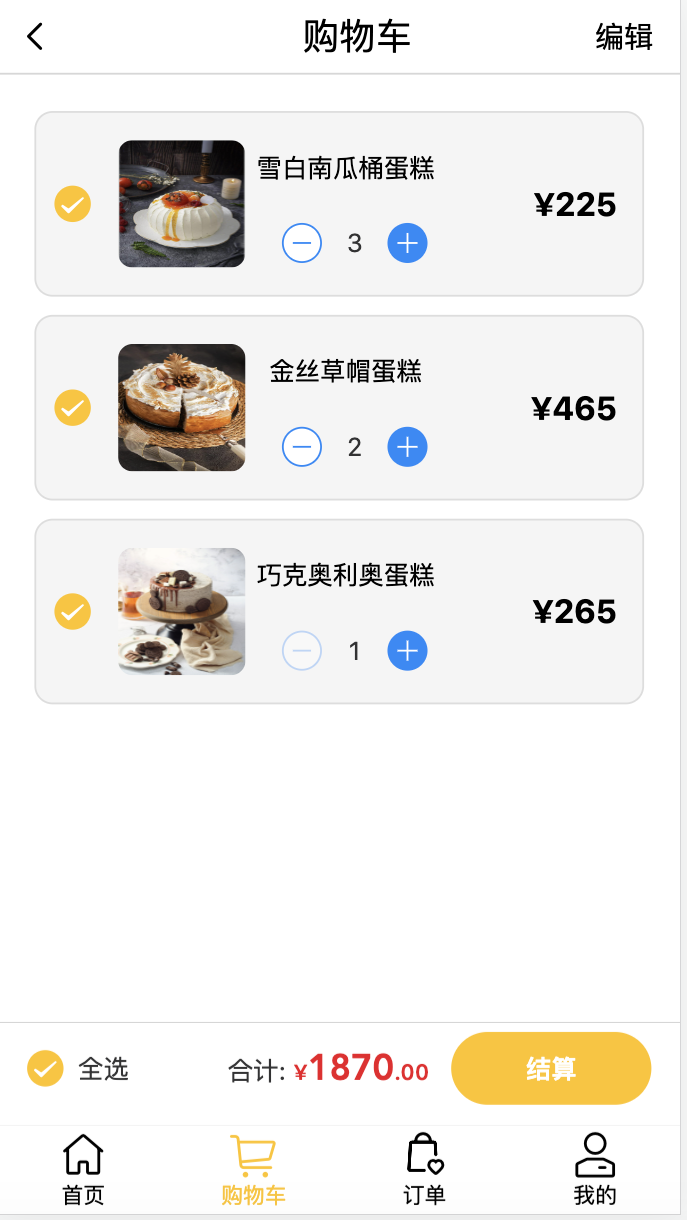 购物车
编辑
雪白南瓜桶蛋糕
¥225
3
金丝草帽蛋糕
¥465
2
巧克奥利奥蛋糕
¥265
1
全选
合计: ¥1870.00
结算
首页
购物车
订单
我的